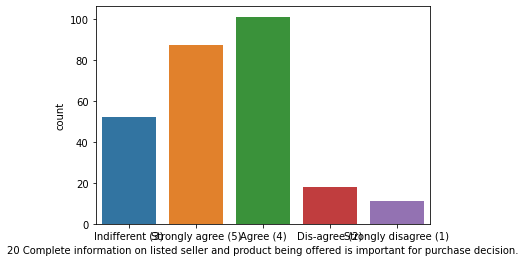 100
80
60
40
20
0
count
Indifferent (3) Strongly agree (5) Agree (4) Dis-agree (2) Strongly disagree (1)
20 Complete information on listed seller and product being offered is important for purchase decision.